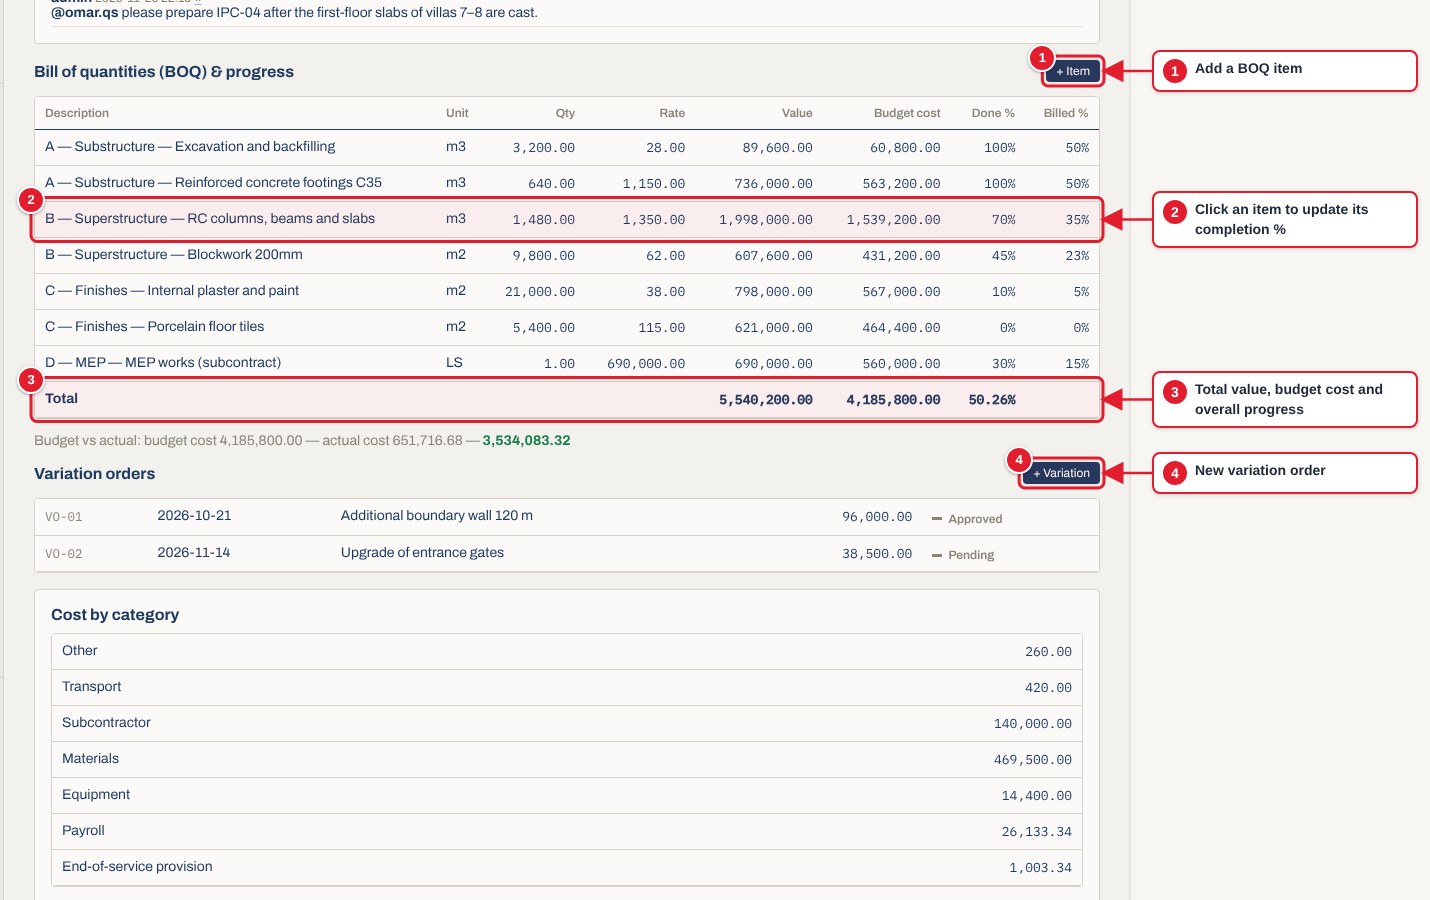 @omar.qs please prepare IPC-04 after the first-floor slabs of villas 7–8 are cast.
Bill of quantities (BOQ) & progress
1
+ Item
1 Add a BOQ item
Description Unit Qty Rate Value Budget cost Done % Billed %
A — Substructure — Excavation and backfilling m3 3,200.00 28.00 89,600.00 60,800.00 100% 50%
A — Substructure — Reinforced concrete footings C35 m3 640.00 1,150.00 736,000.00 563,200.00 100% 50%
2
B — Superstructure — RC columns, beams and slabs m3 1,480.00 1,350.00 1,998,000.00 1,539,200.00 70% 35%
2 Click an item to update its
completion %
B — Superstructure — Blockwork 200mm m2 9,800.00 62.00 607,600.00 431,200.00 45% 23%
C — Finishes — Internal plaster and paint m2 21,000.00 38.00 798,000.00 567,000.00 10% 5%
C — Finishes — Porcelain floor tiles m2 5,400.00 115.00 621,000.00 464,400.00 0% 0%
D — MEP — MEP works (subcontract) LS 1.00 690,000.00 690,000.00 560,000.00 30% 15%
3
Total 5,540,200.00 4,185,800.00 50.26%
3 Total value, budget cost and
overall progress
Budget vs actual: budget cost 4,185,800.00 — actual cost 651,716.68 — 3,534,083.32
Variation orders
4
+ Variation
4 New variation order
VO-01 2026-10-21 Additional boundary wall 120 m 96,000.00 Approved
VO-02 2026-11-14 Upgrade of entrance gates 38,500.00 Pending
Cost by category
Other 260.00
Transport 420.00
Subcontractor 140,000.00
Materials 469,500.00
Equipment 14,400.00
Payroll 26,133.34
End-of-service provision 1,003.34